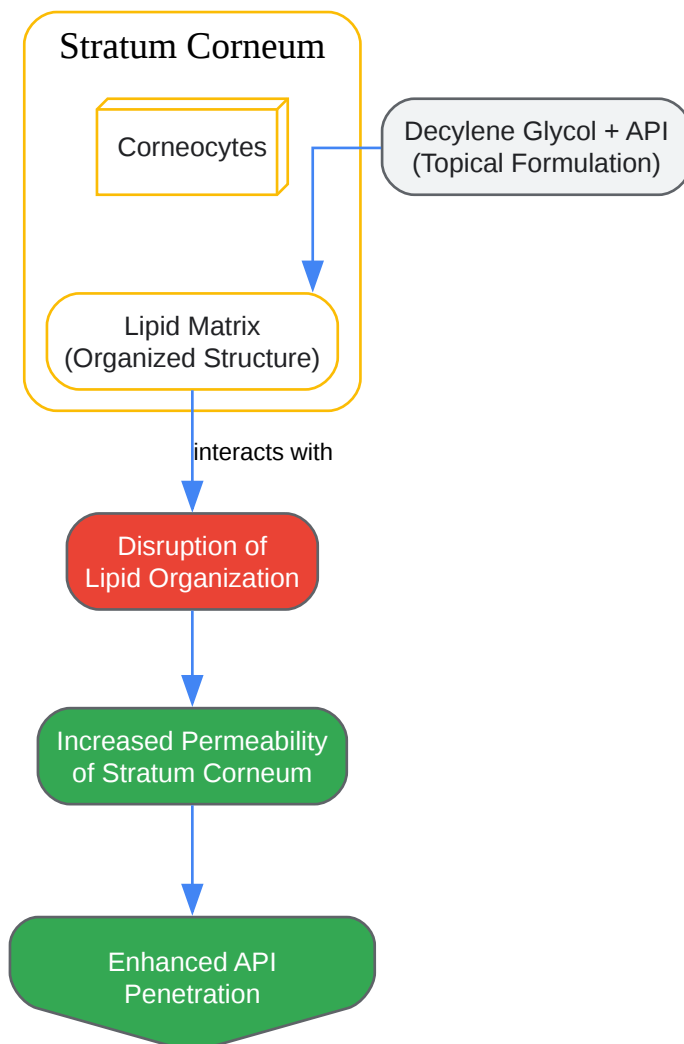 Stratum Corneum
Corneocytes
Decylene Glycol + API
(Topical Formulation)
Lipid Matrix
(Organized Structure)
interacts with
Disruption of
Lipid Organization
Increased Permeability
of Stratum Corneum
Enhanced API
Penetration